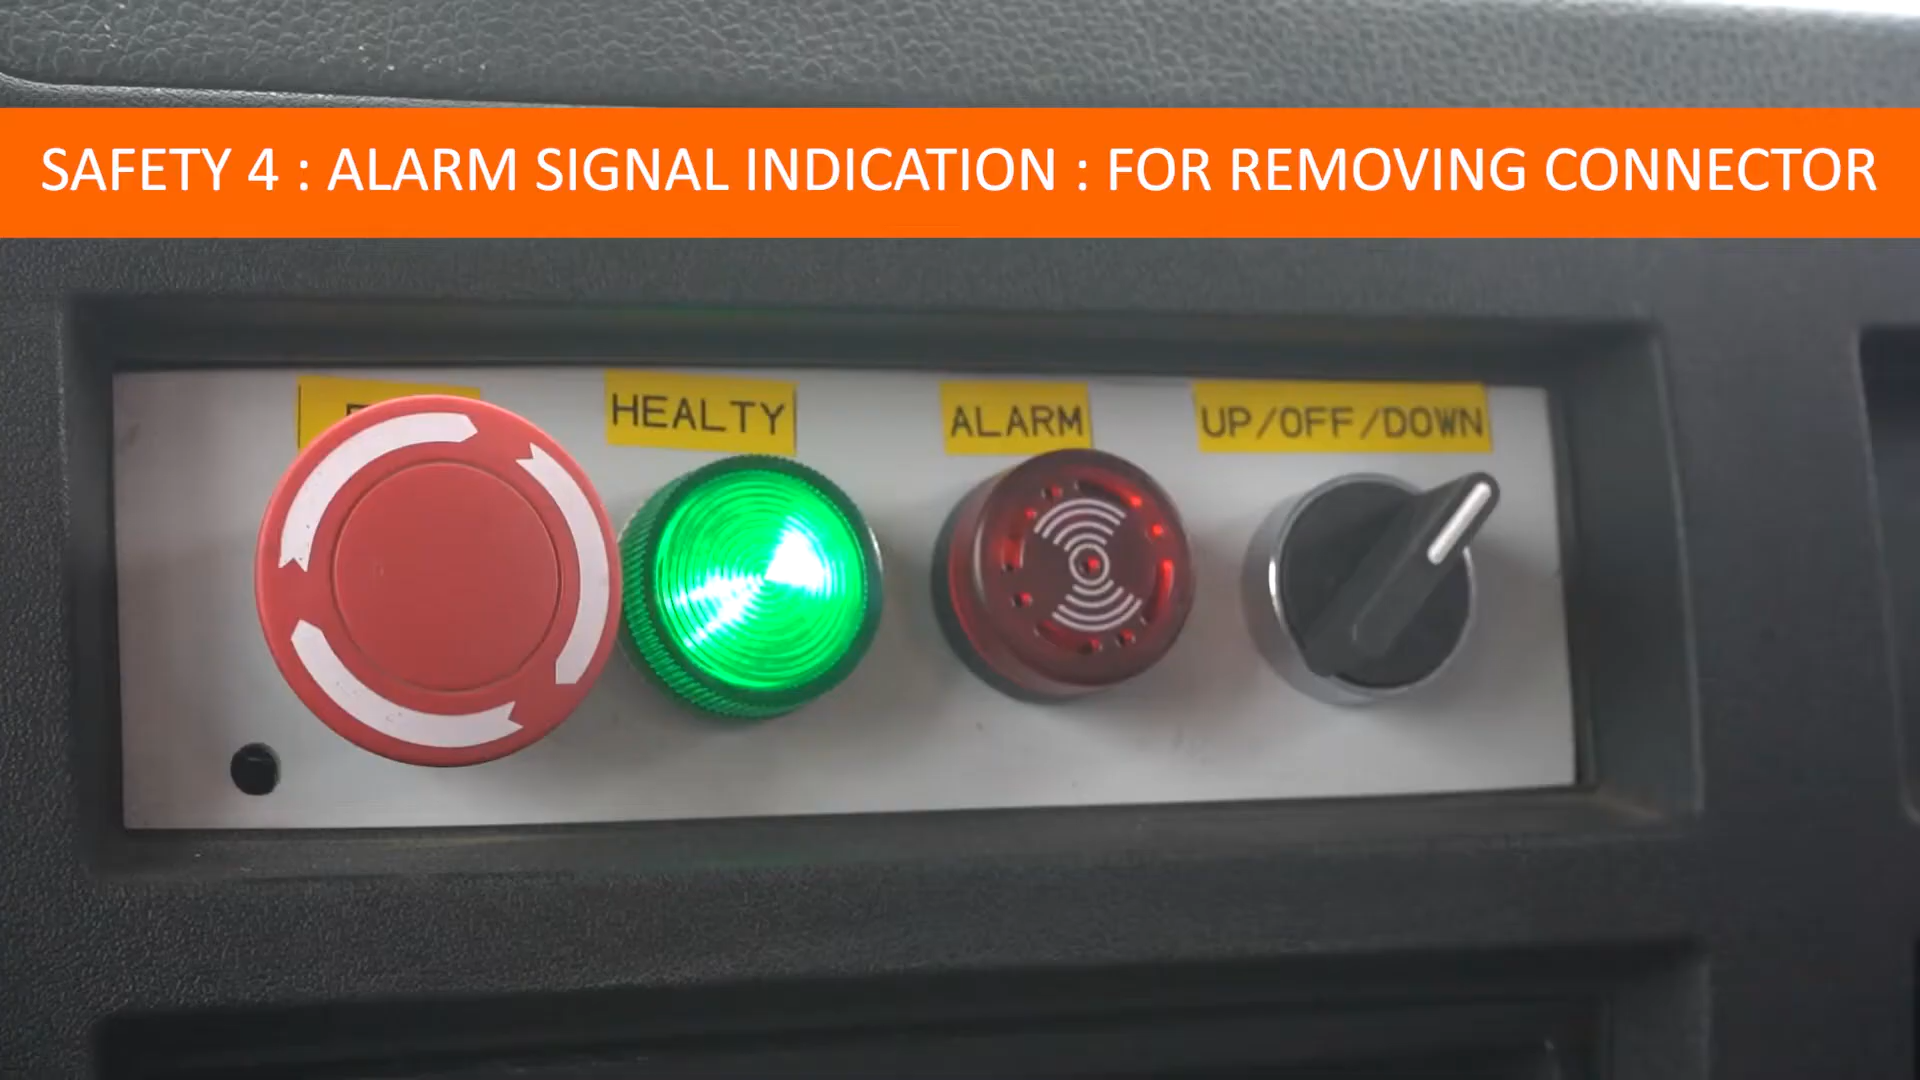 SAFETY 4 : ALARM SIGNAL INDICATION : FOR REMOVING CONNECTOR
HEALTY
ALARM
UP/OFF/DOWN